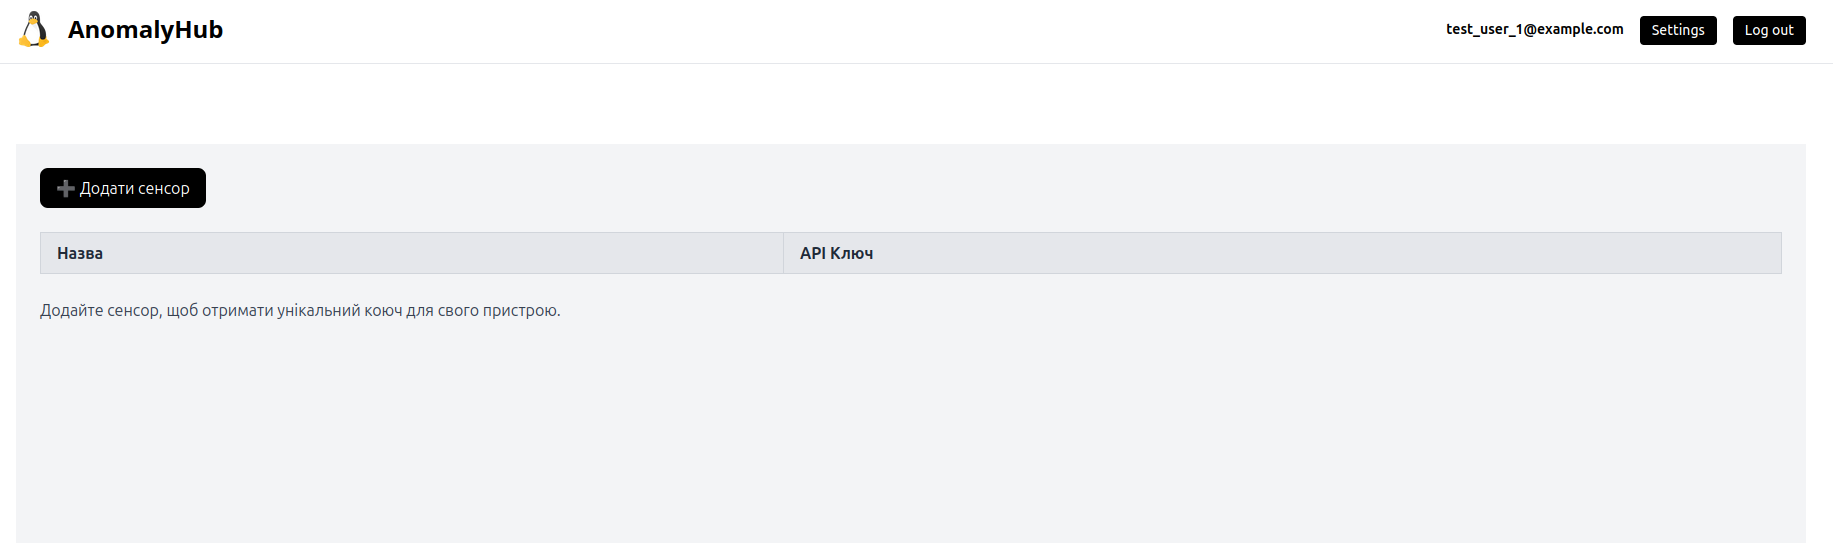 AnomalyHub
test_user_1@example.com Settings Log out
➕ Додати сенсор
Назва API Ключ
Додайте сенсор, щоб отримати унікальний коюч для свого пристрою.